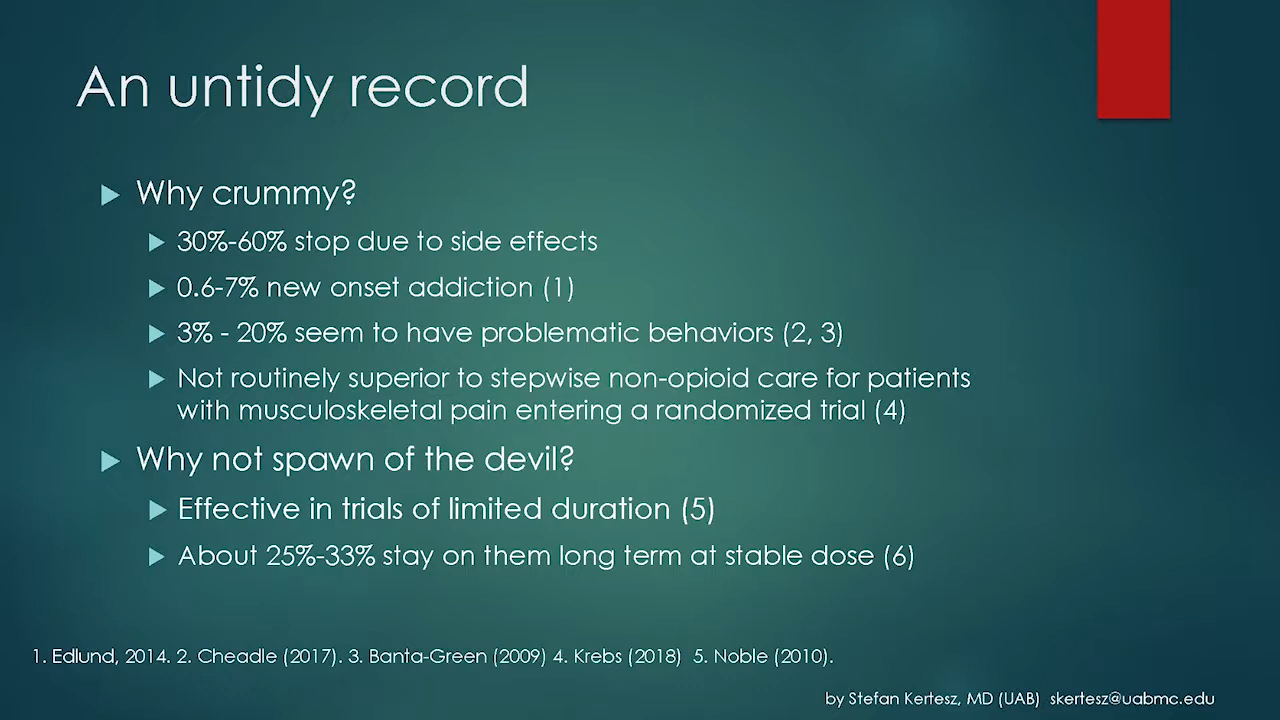 An untidy record
Why crummy?
30%-60% stop due to side effects
0.6-7% new onset addiction (1)
3% - 20% seem to have problematic behaviors (2, 3)
Not routinely superior to stepwise non-opioid care for patients
with musculoskeletal pain entering a randomized trial (4)
Why not spawn of the devil?
Effective in trials of limited duration (5)
About 25%-33% stay on them long term at stable dose (6)
1. Edlund, 2014. 2. Cheadle (2017). 3. Banta-Green (2009) 4. Krebs (2018)  5. Noble (2010).
by Stefan Kertesz, MD (UAB)  skertesz@uabmc.edu